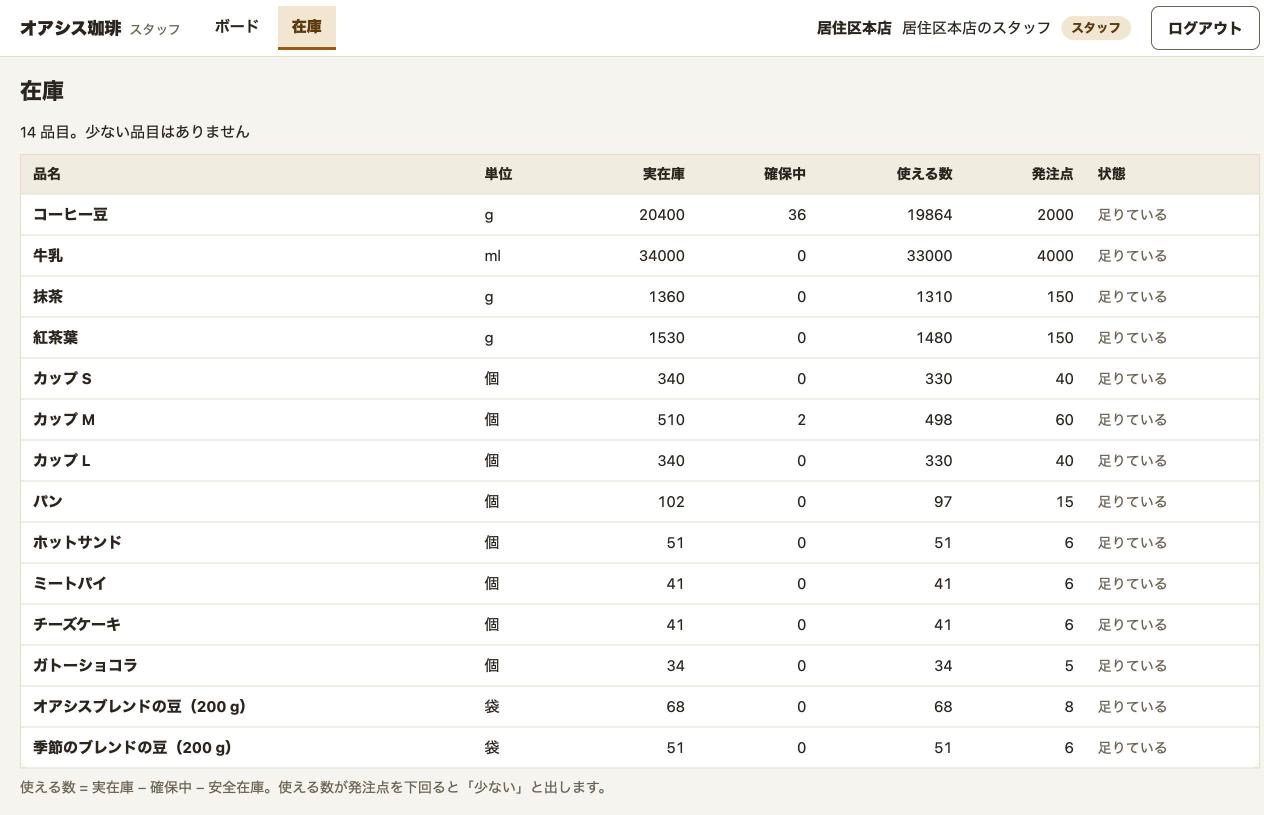 オアシス珈琲 スタッフ ボード 在庫 居住区本店 居住区本店のスタッフ スタッフ ログアウト
在庫
14 品目。少ない品目はありません
品名 単位 実在庫 確保中 使える数 発注点 状態
コーヒー豆 g 20400 36 19864 2000 足りている
牛乳 ml 34000 0 33000 4000 足りている
抹茶 g 1360 0 1310 150 足りている
紅茶葉 g 1530 0 1480 150 足りている
カップ S 個 340 0 330 40 足りている
カップ M 個 510 2 498 60 足りている
カップ L 個 340 0 330 40 足りている
パン 個 102 0 97 15 足りている
ホットサンド 個 51 0 51 6 足りている
ミートパイ 個 41 0 41 6 足りている
チーズケーキ 個 41 0 41 6 足りている
ガトーショコラ 個 34 0 34 5 足りている
オアシスブレンドの豆（200 g） 袋 68 0 68 8 足りている
季節のブレンドの豆（200 g） 袋 51 0 51 6 足りている
使える数 = 実在庫 − 確保中 − 安全在庫。使える数が発注点を下回ると「少ない」と出します。